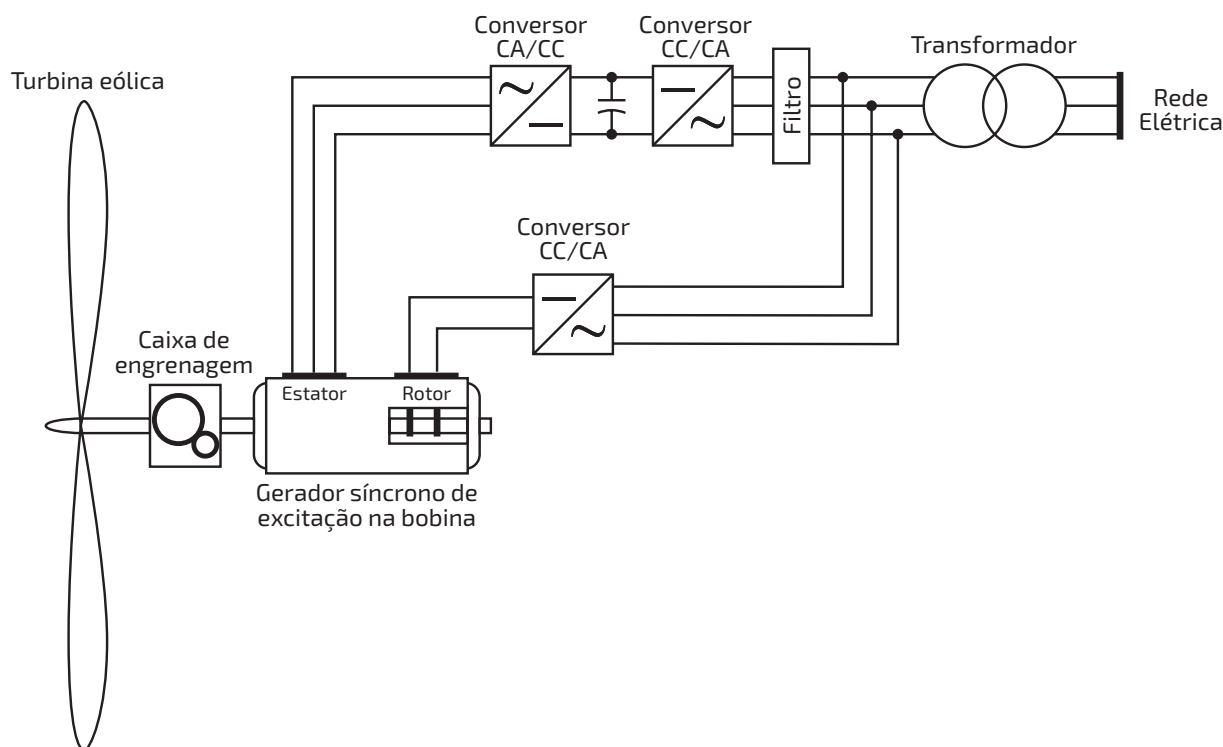 Turbina eólica
Conversor
CA/CC
Conversor
CC/CA
Filtro
Transformador
Rede
Elétrica
Conversor
CC/CA
Caixa de
engrenagem
Estator
Rotor
Gerador síncrono de
excitação na bobina